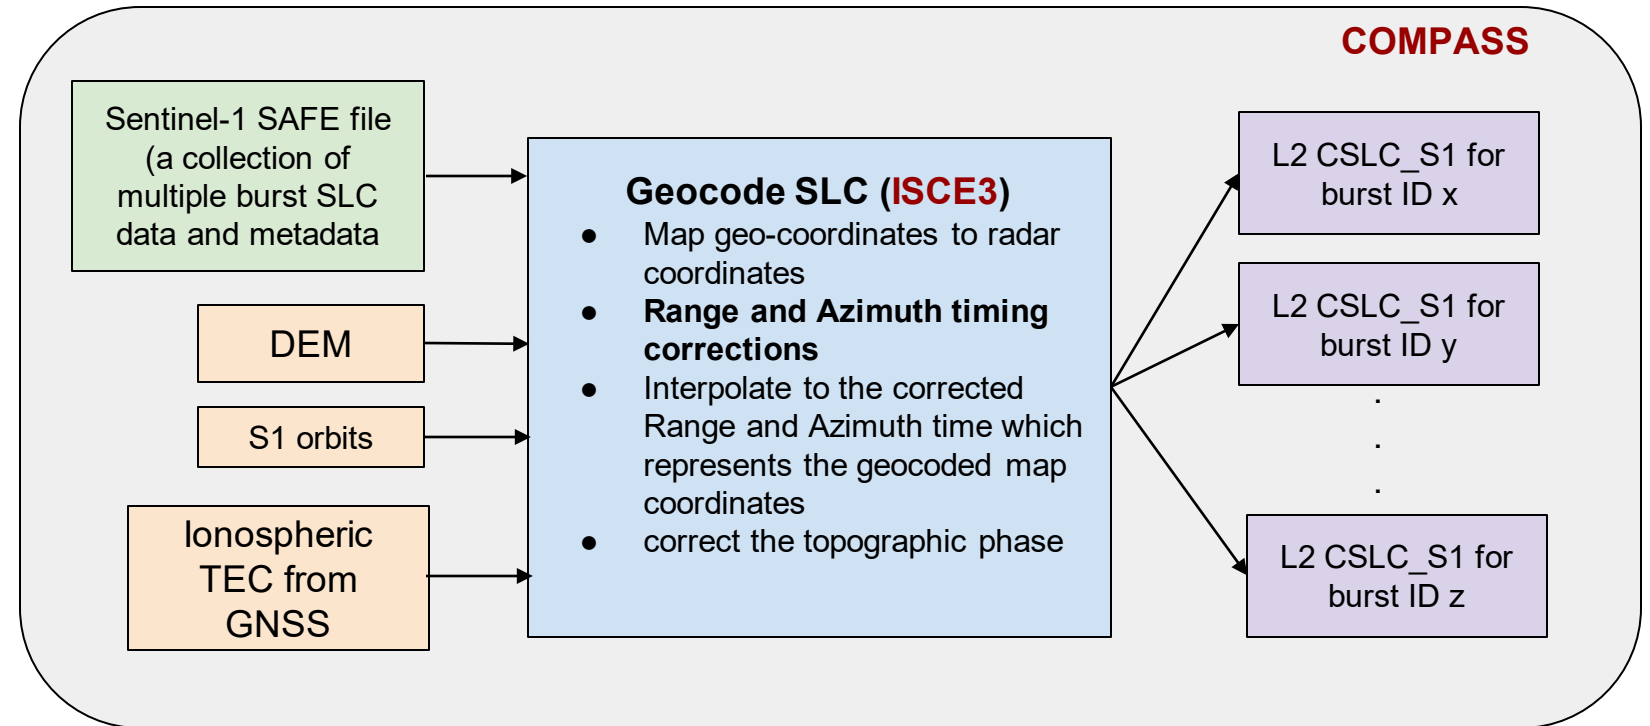 COMPASS
Sentinel-1 SAFE file
(a collection of
multiple burst SLC
data and metadata
DEM
S1 orbits
Ionospheric
TEC from
GNSS
Geocode SLC (ISCE3)
● Map geo-coordinates to radar
coordinates
● Range and Azimuth timing
corrections
● Interpolate to the corrected
Range and Azimuth time which
represents the geocoded map
coordinates
● correct the topographic phase
L2 CSLC_S1 for
burst ID x
L2 CSLC_S1 for
burst ID y
.
.
.
L2 CSLC_S1 for
burst ID z